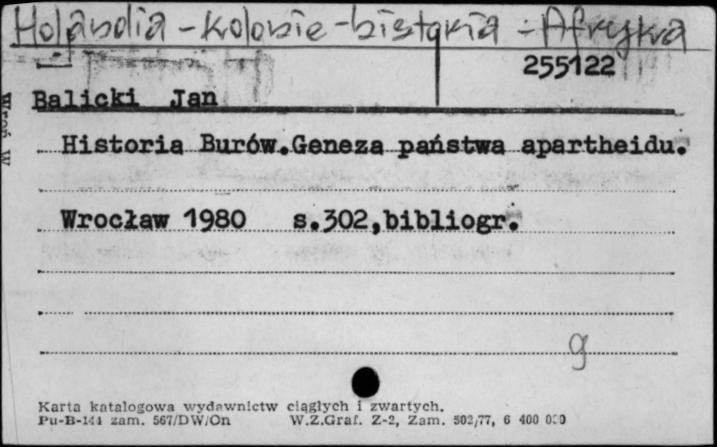 Holandia - kolonie - historia - Afryka
255122
Balicki Jan
Historia Burów.Geneza państwa apartheidu.
Wrocław 1980 s.302,bibliogr.
g
Karta katalogowa wydawnictw ciągłych i zwartych.
Pu-B-144 zam. 567/DW/On W.Z.Graf. Z-2, Zam. 502/77, 6 400 000